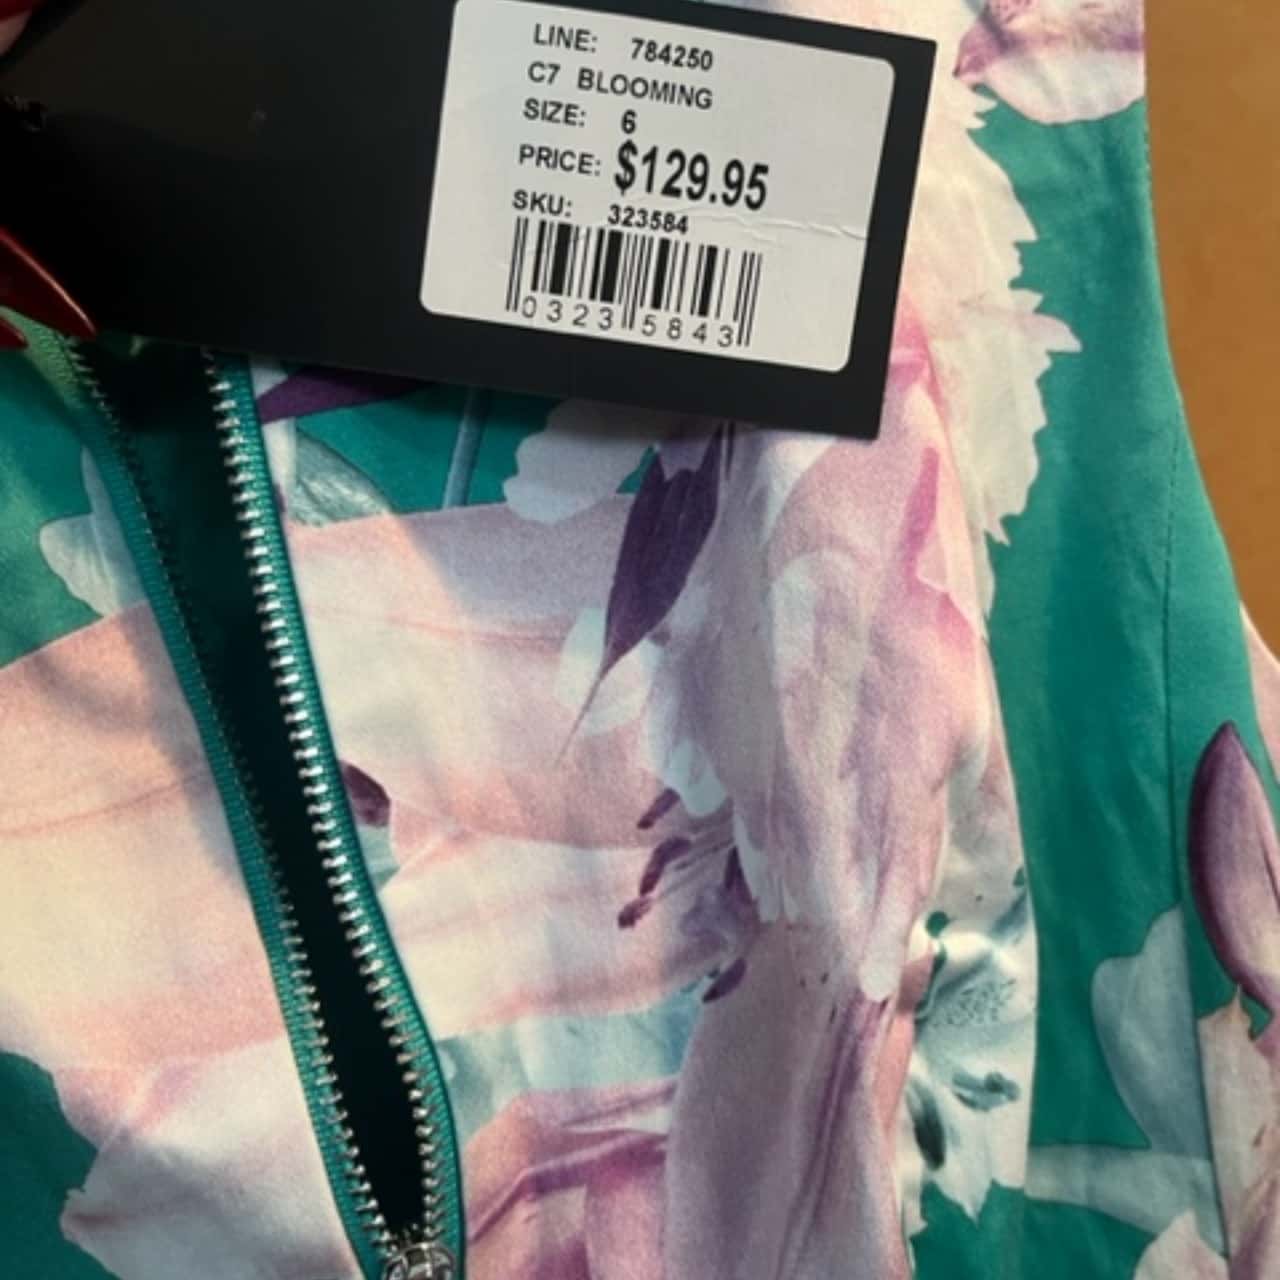 LINE: 784250
C7 BLOOMING
SIZE: 6
PRICE: $129.95
SKU: 323584
0323 5843